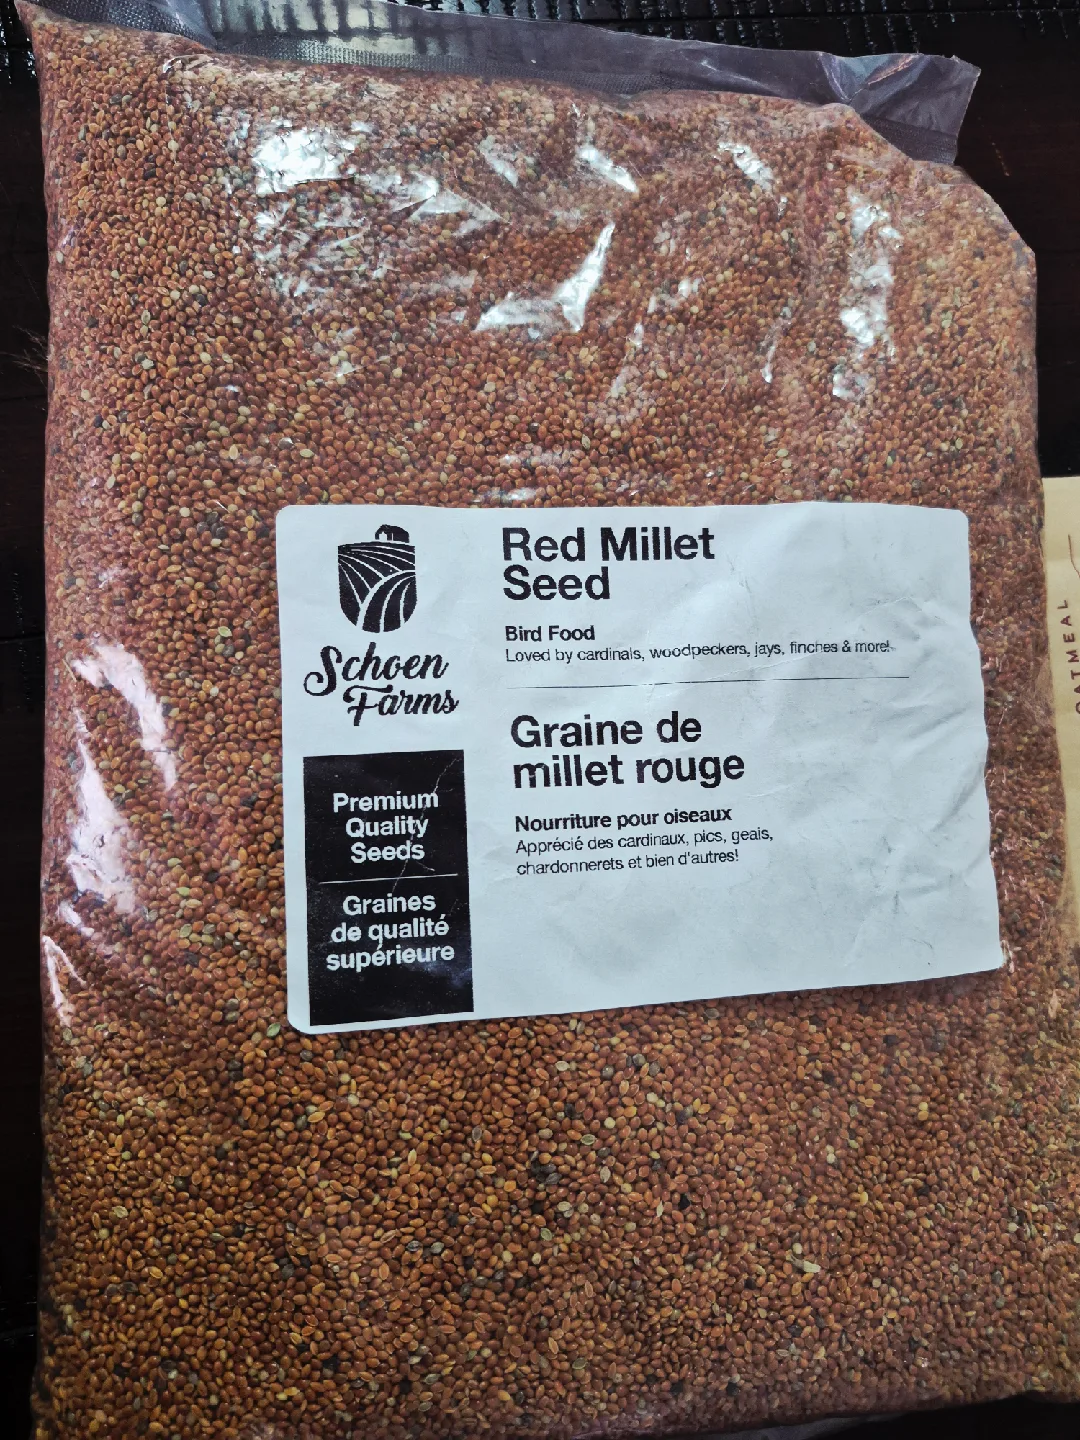 Schoen
Farms
Premium
Quality
Seeds
Graines
de qualité
supérieure
Red Millet
Seed
Bird Food
Loved by cardinals, woodpeckers, jays, finches & more!
Graine de
millet rouge
Nourriture pour oiseaux
Apprécié des cardinaux, pics, geais,
chardonnerets et bien d'autres!
OATMEAL